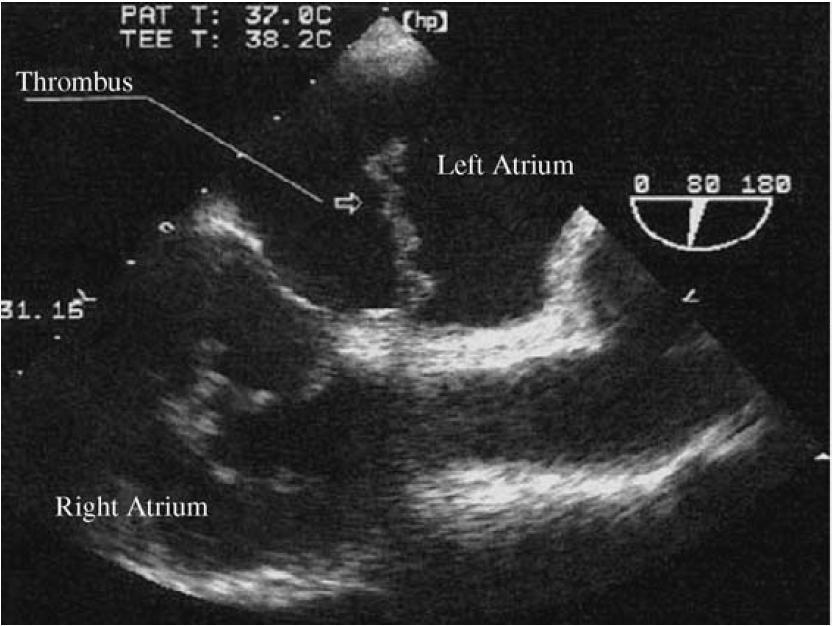 PAT T: 37.0C
TEE T: 38.2C
[hp]
Thrombus
Left Atrium
0 80 180
31.15
Right Atrium